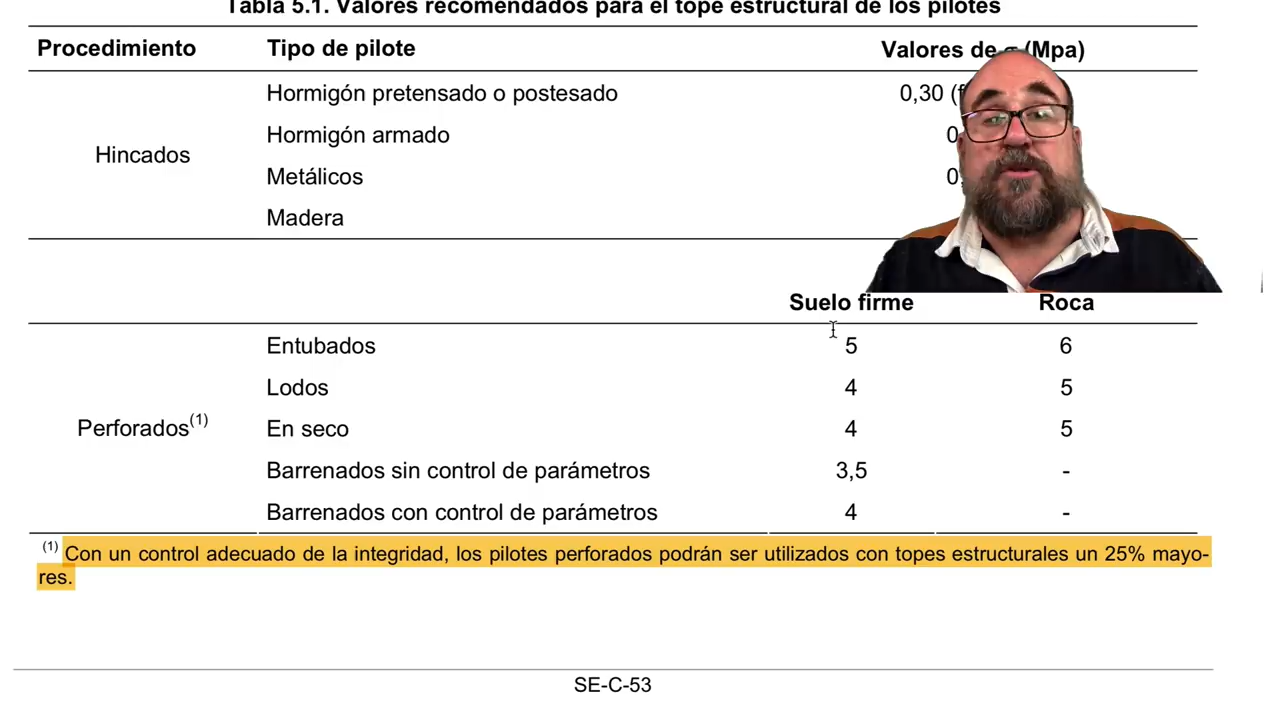 Tabla 5.1. Valores recomendados para el tope estructural de los pilotes
Procedimiento Tipo de pilote Valores de σ (Mpa)
Hormigón pretensado o postesado 0,30
Hormigón armado
Hincados
Metálicos
Madera
Suelo firme Roca
Entubados 5 6
Lodos 4 5
Perforados(1)
En seco 4 5
Barrenados sin control de parámetros 3,5 -
Barrenados con control de parámetros 4 -
(1) Con un control adecuado de la integridad, los pilotes perforados podrán ser utilizados con topes estructurales un 25% mayo-
res.
SE-C-53